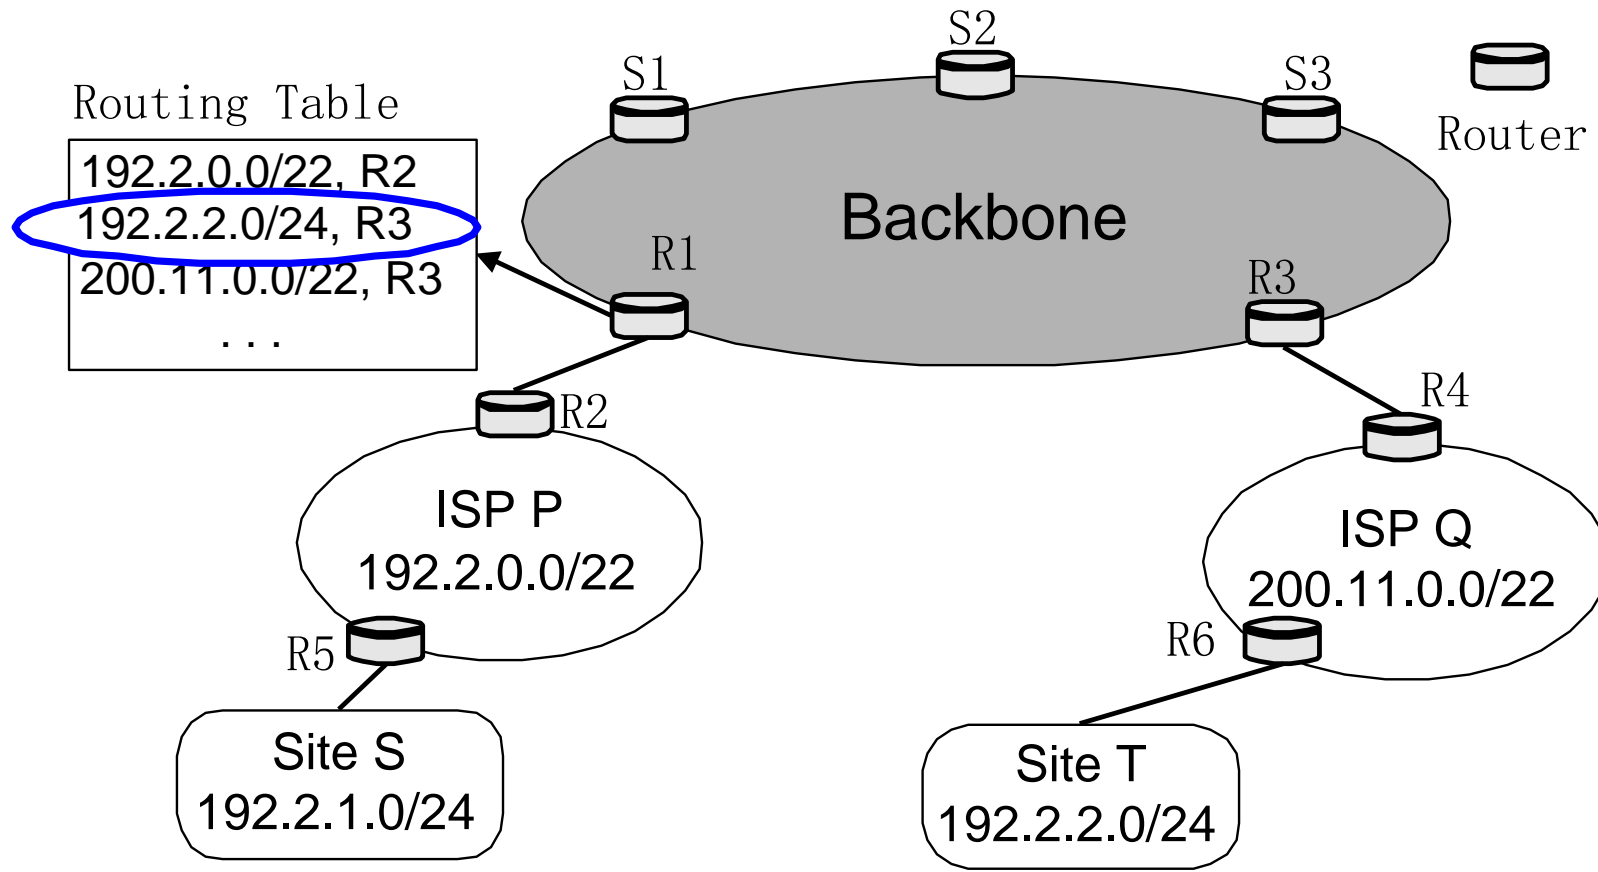 S2
S1
S3
Routing Table
Router
192.2.0.0/22, R2
192.2.2.0/24, R3
200.11.0.0/22, R3
...
Backbone
R1
R3
R2
R4
ISP P
192.2.0.0/22
ISP Q
200.11.0.0/22
R5
R6
Site S
192.2.1.0/24
Site T
192.2.2.0/24